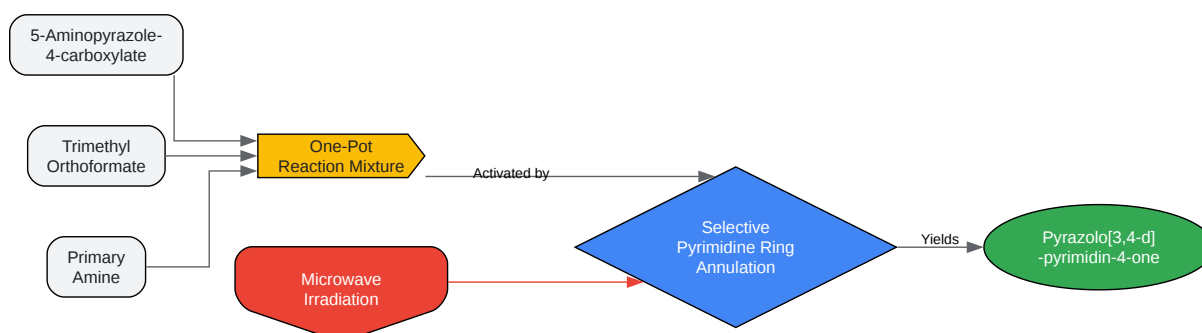 5-Aminopyrazole-
4-carboxylate
Trimethyl
Orthoformate
Primary
Amine
One-Pot
Reaction Mixture
Activated by
Microwave
Irradiation
Selective
Pyrimidine Ring
Annulation
Yields
Pyrazolo[3,4-d]
-pyrimidin-4-one